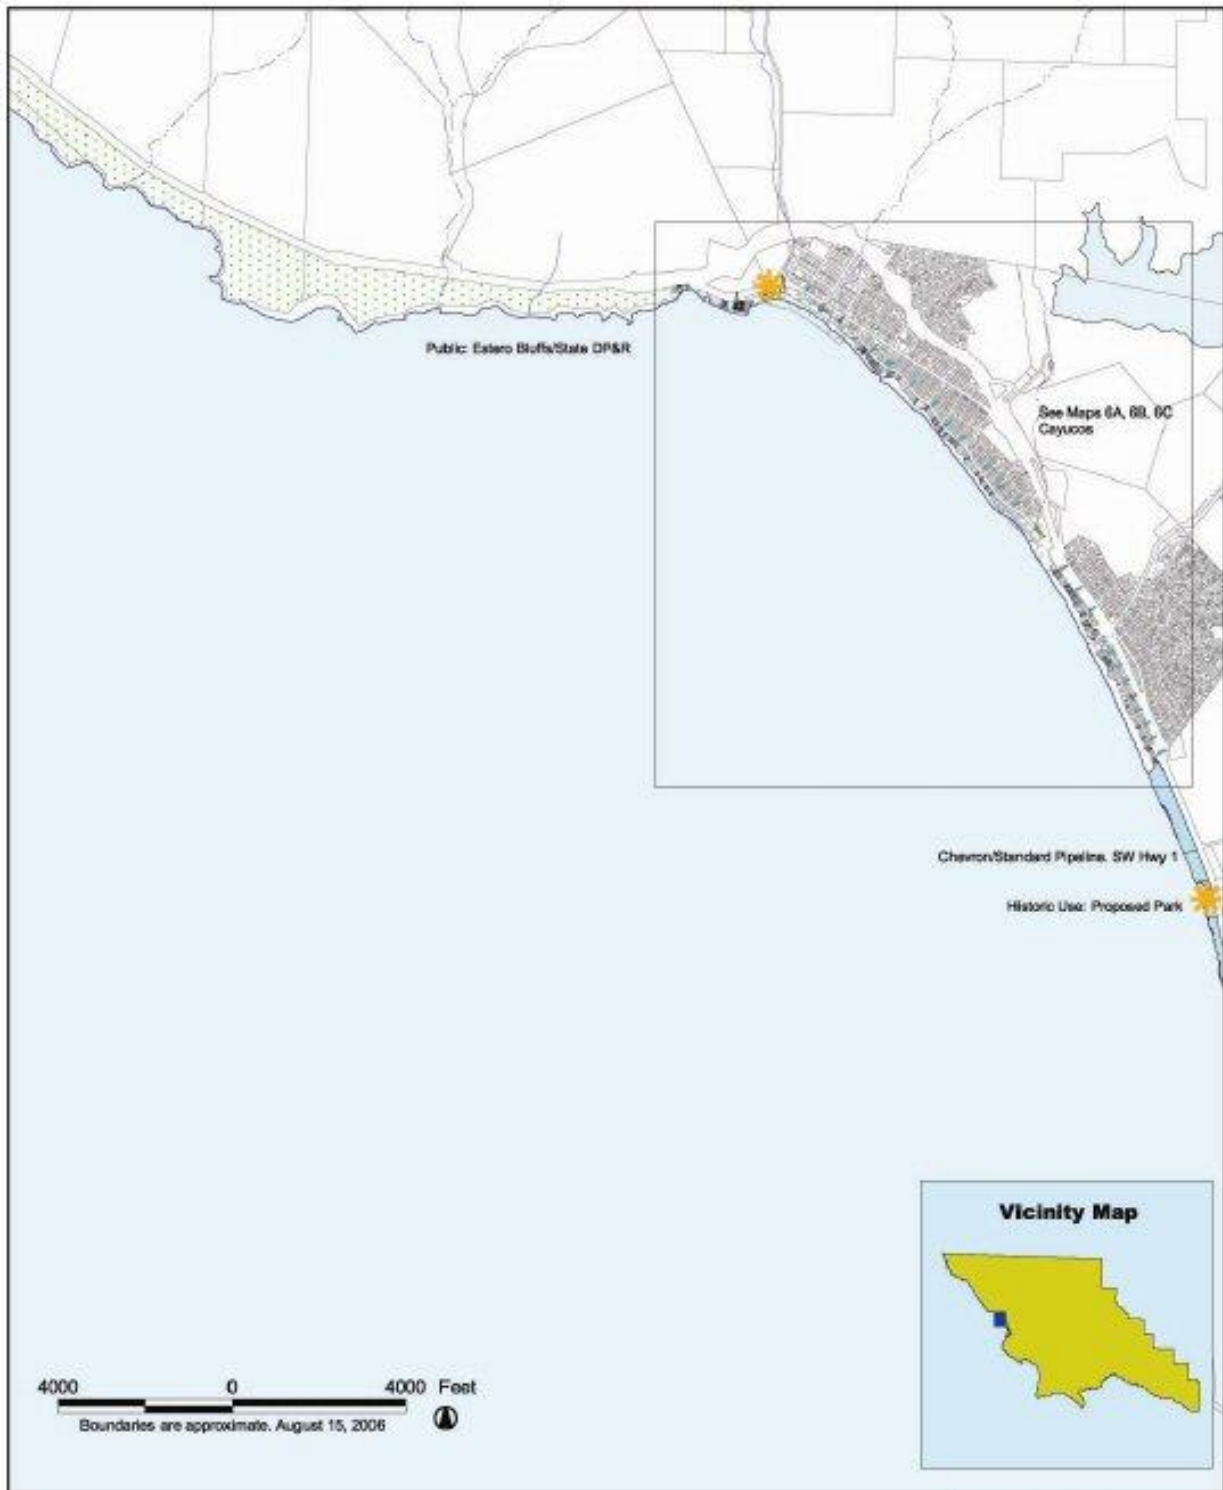 Public: Estero Bluffs/State DP&R
See Maps 6A, 6B, 6C
Cayucos
Chevron/Standard Pipeline. SW Hwy 1
Historic Use: Proposed Park
Vicinity Map
4000 0 4000 Feet
Boundaries are approximate. August 15, 2006